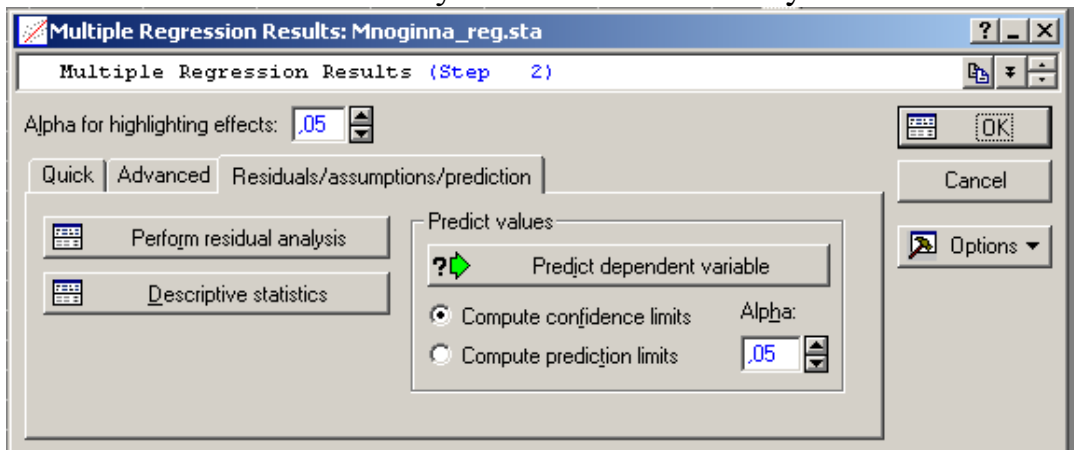 Multiple Regression Results: Mnoginna_reg.sta
Multiple Regression Results (Step 2)
Alpha for highlighting effects: ,05
OK
Quick Advanced Residuals/assumptions/prediction
Cancel
Perform residual analysis
Predict values
?
Predict dependent variable
Options
Descriptive statistics
Compute confidence limits
Alpha:
Compute prediction limits
,05